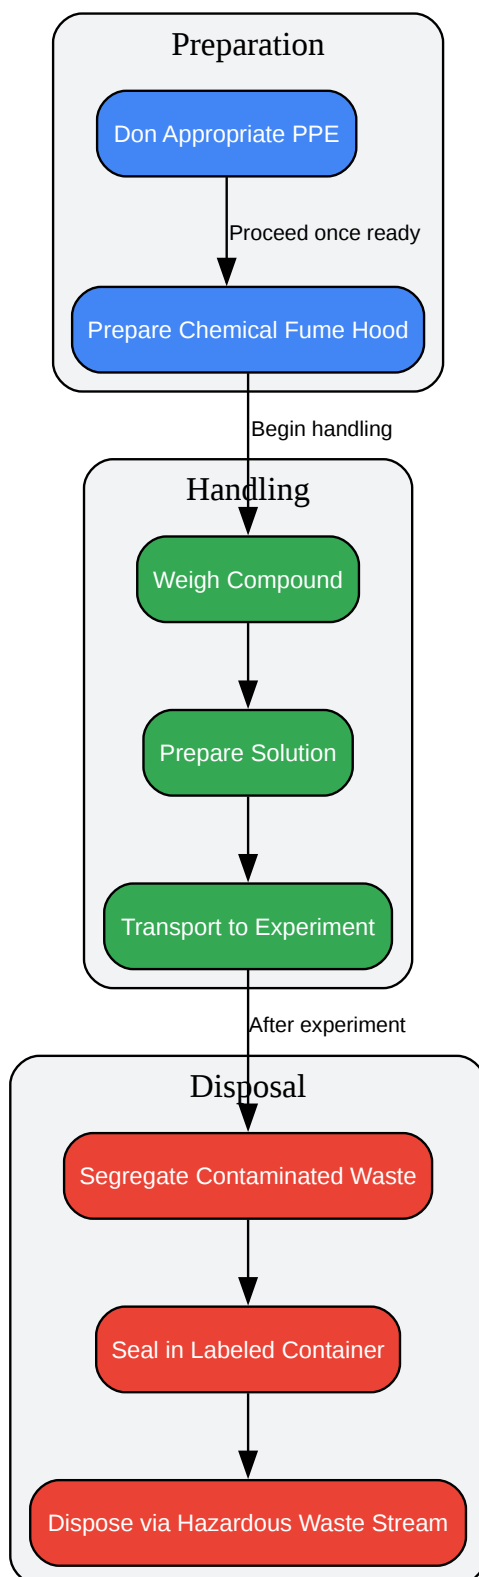 Preparation
Don Appropriate PPE
Proceed once ready
Prepare Chemical Fume Hood
Begin handling
Handling
Weigh Compound
Prepare Solution
Transport to Experiment
After experiment
Disposal
Segregate Contaminated Waste
Seal in Labeled Container
Dispose via Hazardous Waste Stream